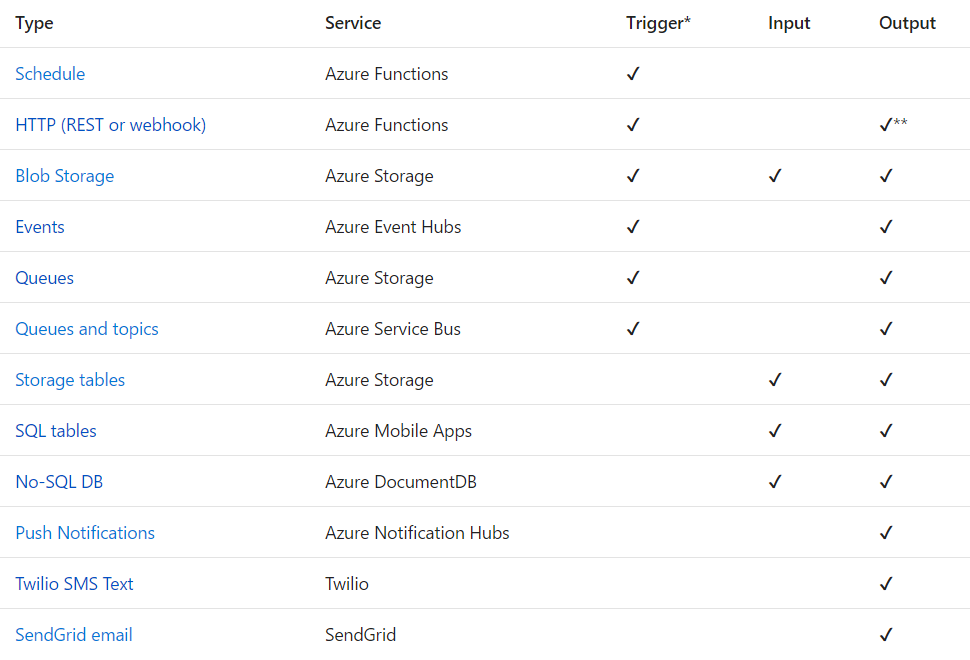 Type Service Trigger* Input Output
Schedule Azure Functions ✓
HTTP (REST or webhook) Azure Functions ✓ ✓**
Blob Storage Azure Storage ✓ ✓ ✓
Events Azure Event Hubs ✓ ✓
Queues Azure Storage ✓ ✓
Queues and topics Azure Service Bus ✓ ✓
Storage tables Azure Storage ✓ ✓
SQL tables Azure Mobile Apps ✓ ✓
No-SQL DB Azure DocumentDB ✓ ✓
Push Notifications Azure Notification Hubs ✓
Twilio SMS Text Twilio ✓
SendGrid email SendGrid ✓